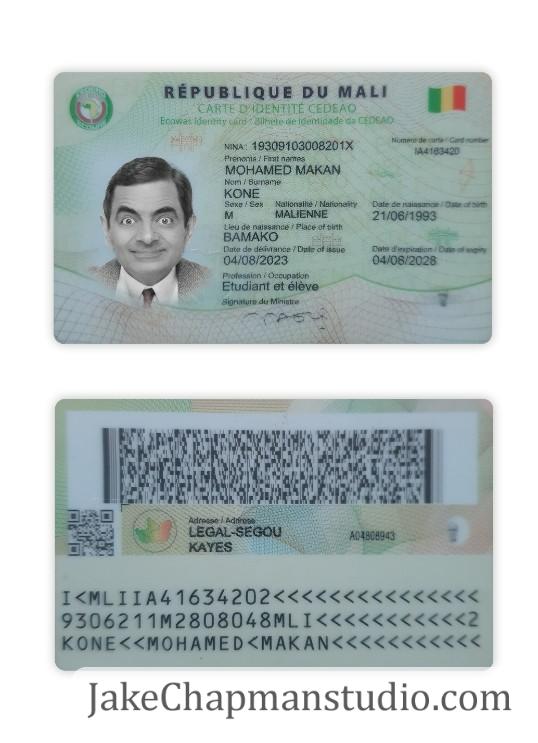 RÉPUBLIQUE DU MALI
CARTE D'IDENTITÉ CEDEAO
Ecowas Identity card : Bilhete de identidade da CEDEAO
Numéro de carte / Card number
IA4163420
NINA : 19309103008201X
Prénoms / First names
MOHAMED MAKAN
Nom / Surname
KONE
Sexe / Sex Nationalité / Nationality Date de naissance / Date of birth
M MALIENNE 21/06/1993
Lieu de naissance / Place of birth
BAMAKO
Date de délivrance / Date of issue Date d'expiration / Date of expiry
04/08/2023 04/08/2028
Profession / Occupation
Etudiant et élève
Signature du Ministre
Adresse / Address
LEGAL-SEGOU A04808943
KAYES
I<MLIIA41634202<<<<<<<<<<<<<<<
9306211M2808048MLI<<<<<<<<<<<2
KONE<<MOHAMED<MAKAN<<<<<<<<<<<
JakeChapmanstudio.com